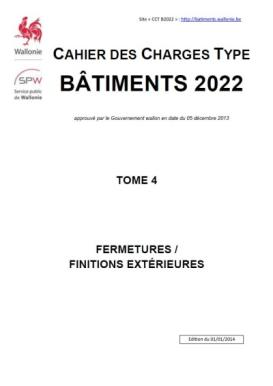 Site « CCT B2022 » : http://batiments.wallonie.be
Wallonie
CAHIER DES CHARGES TYPE
BÂTIMENTS 2022
SPW
Service public
de Wallonie
approuvé par le Gouvernement wallon en date du 05 décembre 2013
TOME 4
FERMETURES /
FINITIONS EXTÉRIEURES
Edition du 01/01/2014